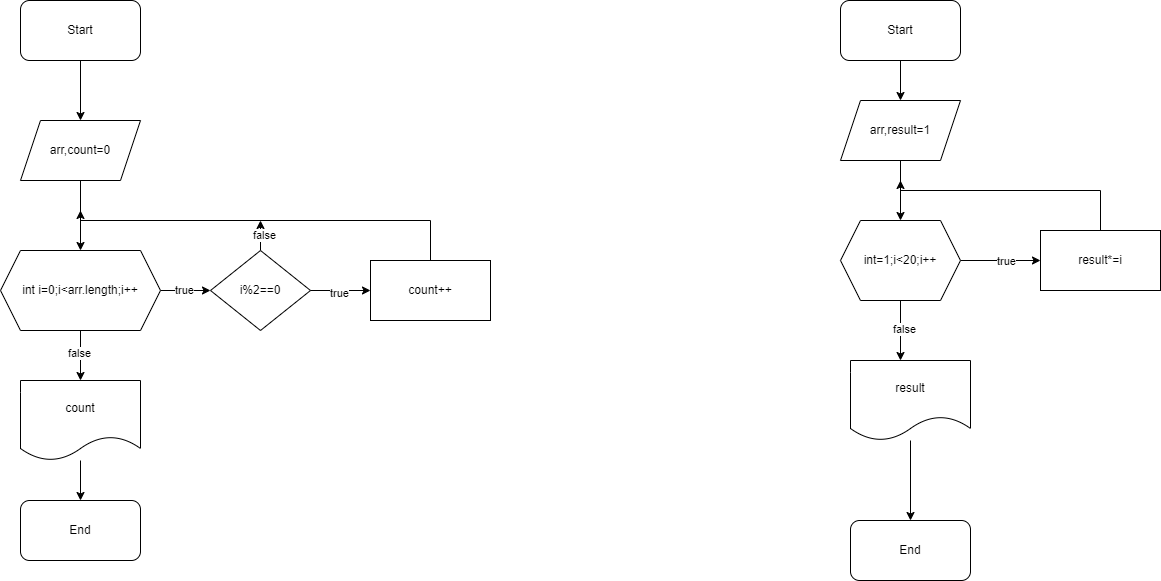 Start
arr,count=0
int i=0;i<arr.length;i++
true
i%2==0
false
true
count++
false
count
End
Start
arr,result=1
int=1;i<20;i++
true
result*=i
false
result
End